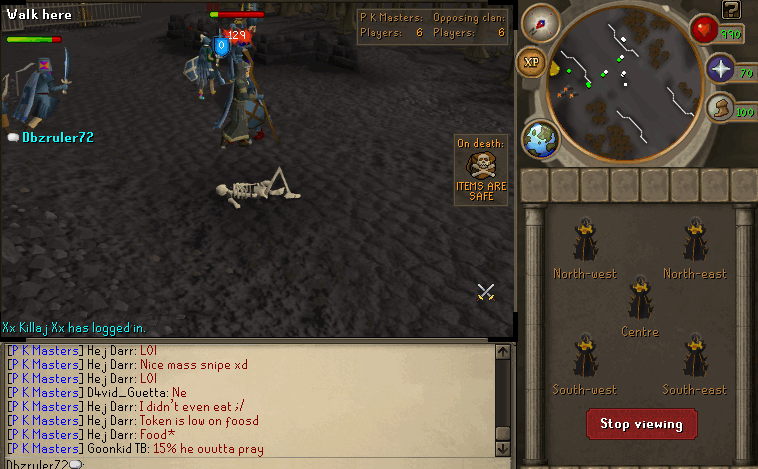 Walk here
P K Masters: Opposing clan:
Players: 6 Players: 6
129
0
Dbzruler72
On death:
ITEMS ARE
SAFE
Xx Killaj Xx has logged in.
[P K Masters] Hej Darr: LOl
[P K Masters] Hej Darr: Nice mass snipe xd
[P K Masters] Hej Darr: LOl
[P K Masters] D4vid_Guetta: Ne
[P K Masters] Hej Darr: I didn't even eat ;/
[P K Masters] Hej Darr: Token is low on foosd
[P K Masters] Hej Darr: Food*
[P K Masters] Goonkid TB: 15% he ouutta pray
Dbzruler72:
?
990
XP
70
100
North-west North-east
Centre
South-west South-east
Stop viewing